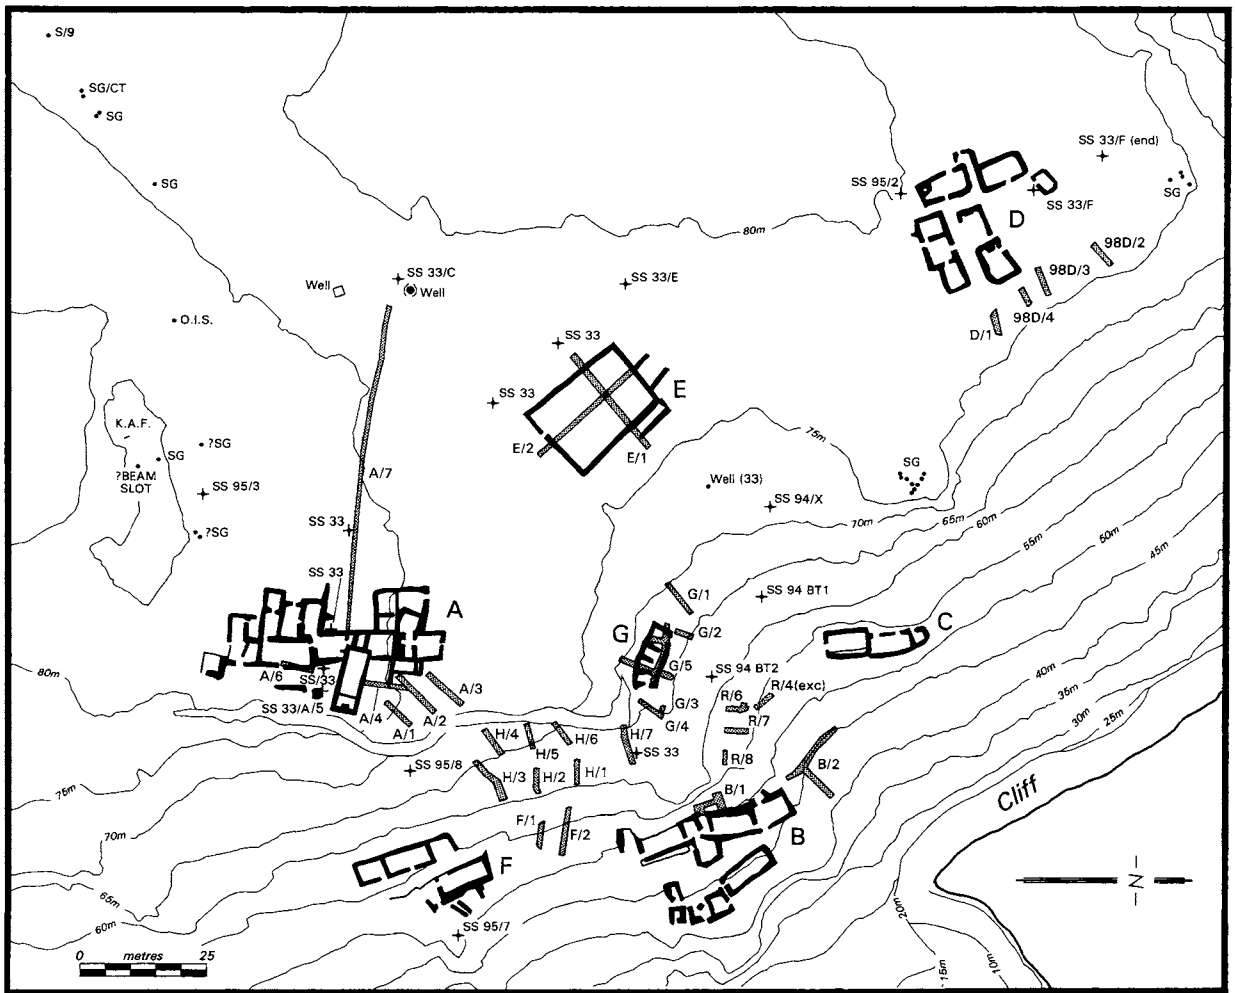 S/9
SG/CT
SG
SG
SS 33/F (end)
SS 95/2
SG
SS 33/F
D
80m
98D/2
98D/3
98D/4
D/1
SS 33/C
Well
Well
SS 33/E
O.I.S.
SS 33
SS 33
E
E/2
E/1
K.A.F.
?SG
SG
?BEAM
SLOT
SS 95/3
A/7
75m
Well (33)
SG
SS 94/X
70m
65m
60m
55m
50m
45m
?SG
SS 33
SS 33
A
G/1
SS 94 BT1
G
G/2
C
G/5
SS 94 BT2
80m
A/6
SS/33
SS 33/A/5
A/4
A/1
A/2
A/3
G/3
G/4
R/6
R/4(exc)
R/7
R/8
40m
35m
30m
25m
H/4
H/5
H/6
H/7
SS 33
SS 95/8
H/3
H/2
H/1
B/2
B/1
75m
70m
Cliff
F/1
F/2
B
F
N
65m
60m
SS 95/7
20m
15m
10m
0 metres 25